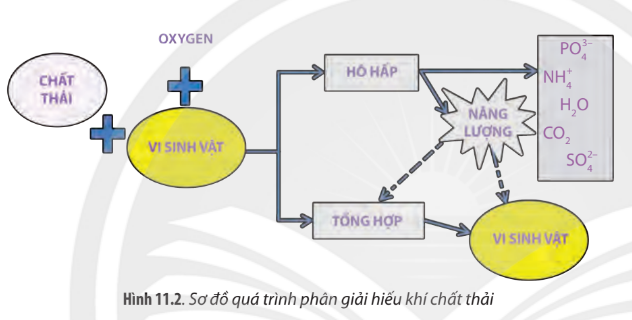 OXYGEN
CHẤT
THẢI
VI SINH VẬT
HÔ HẤP
NĂNG
LƯỢNG
PO₄³⁻
NH₄⁺
H₂O
CO₂
SO₄²⁻
TỔNG HỢP
VI SINH VẬT
Hình 11.2. Sơ đồ quá trình phân giải hiếu khí chất thải